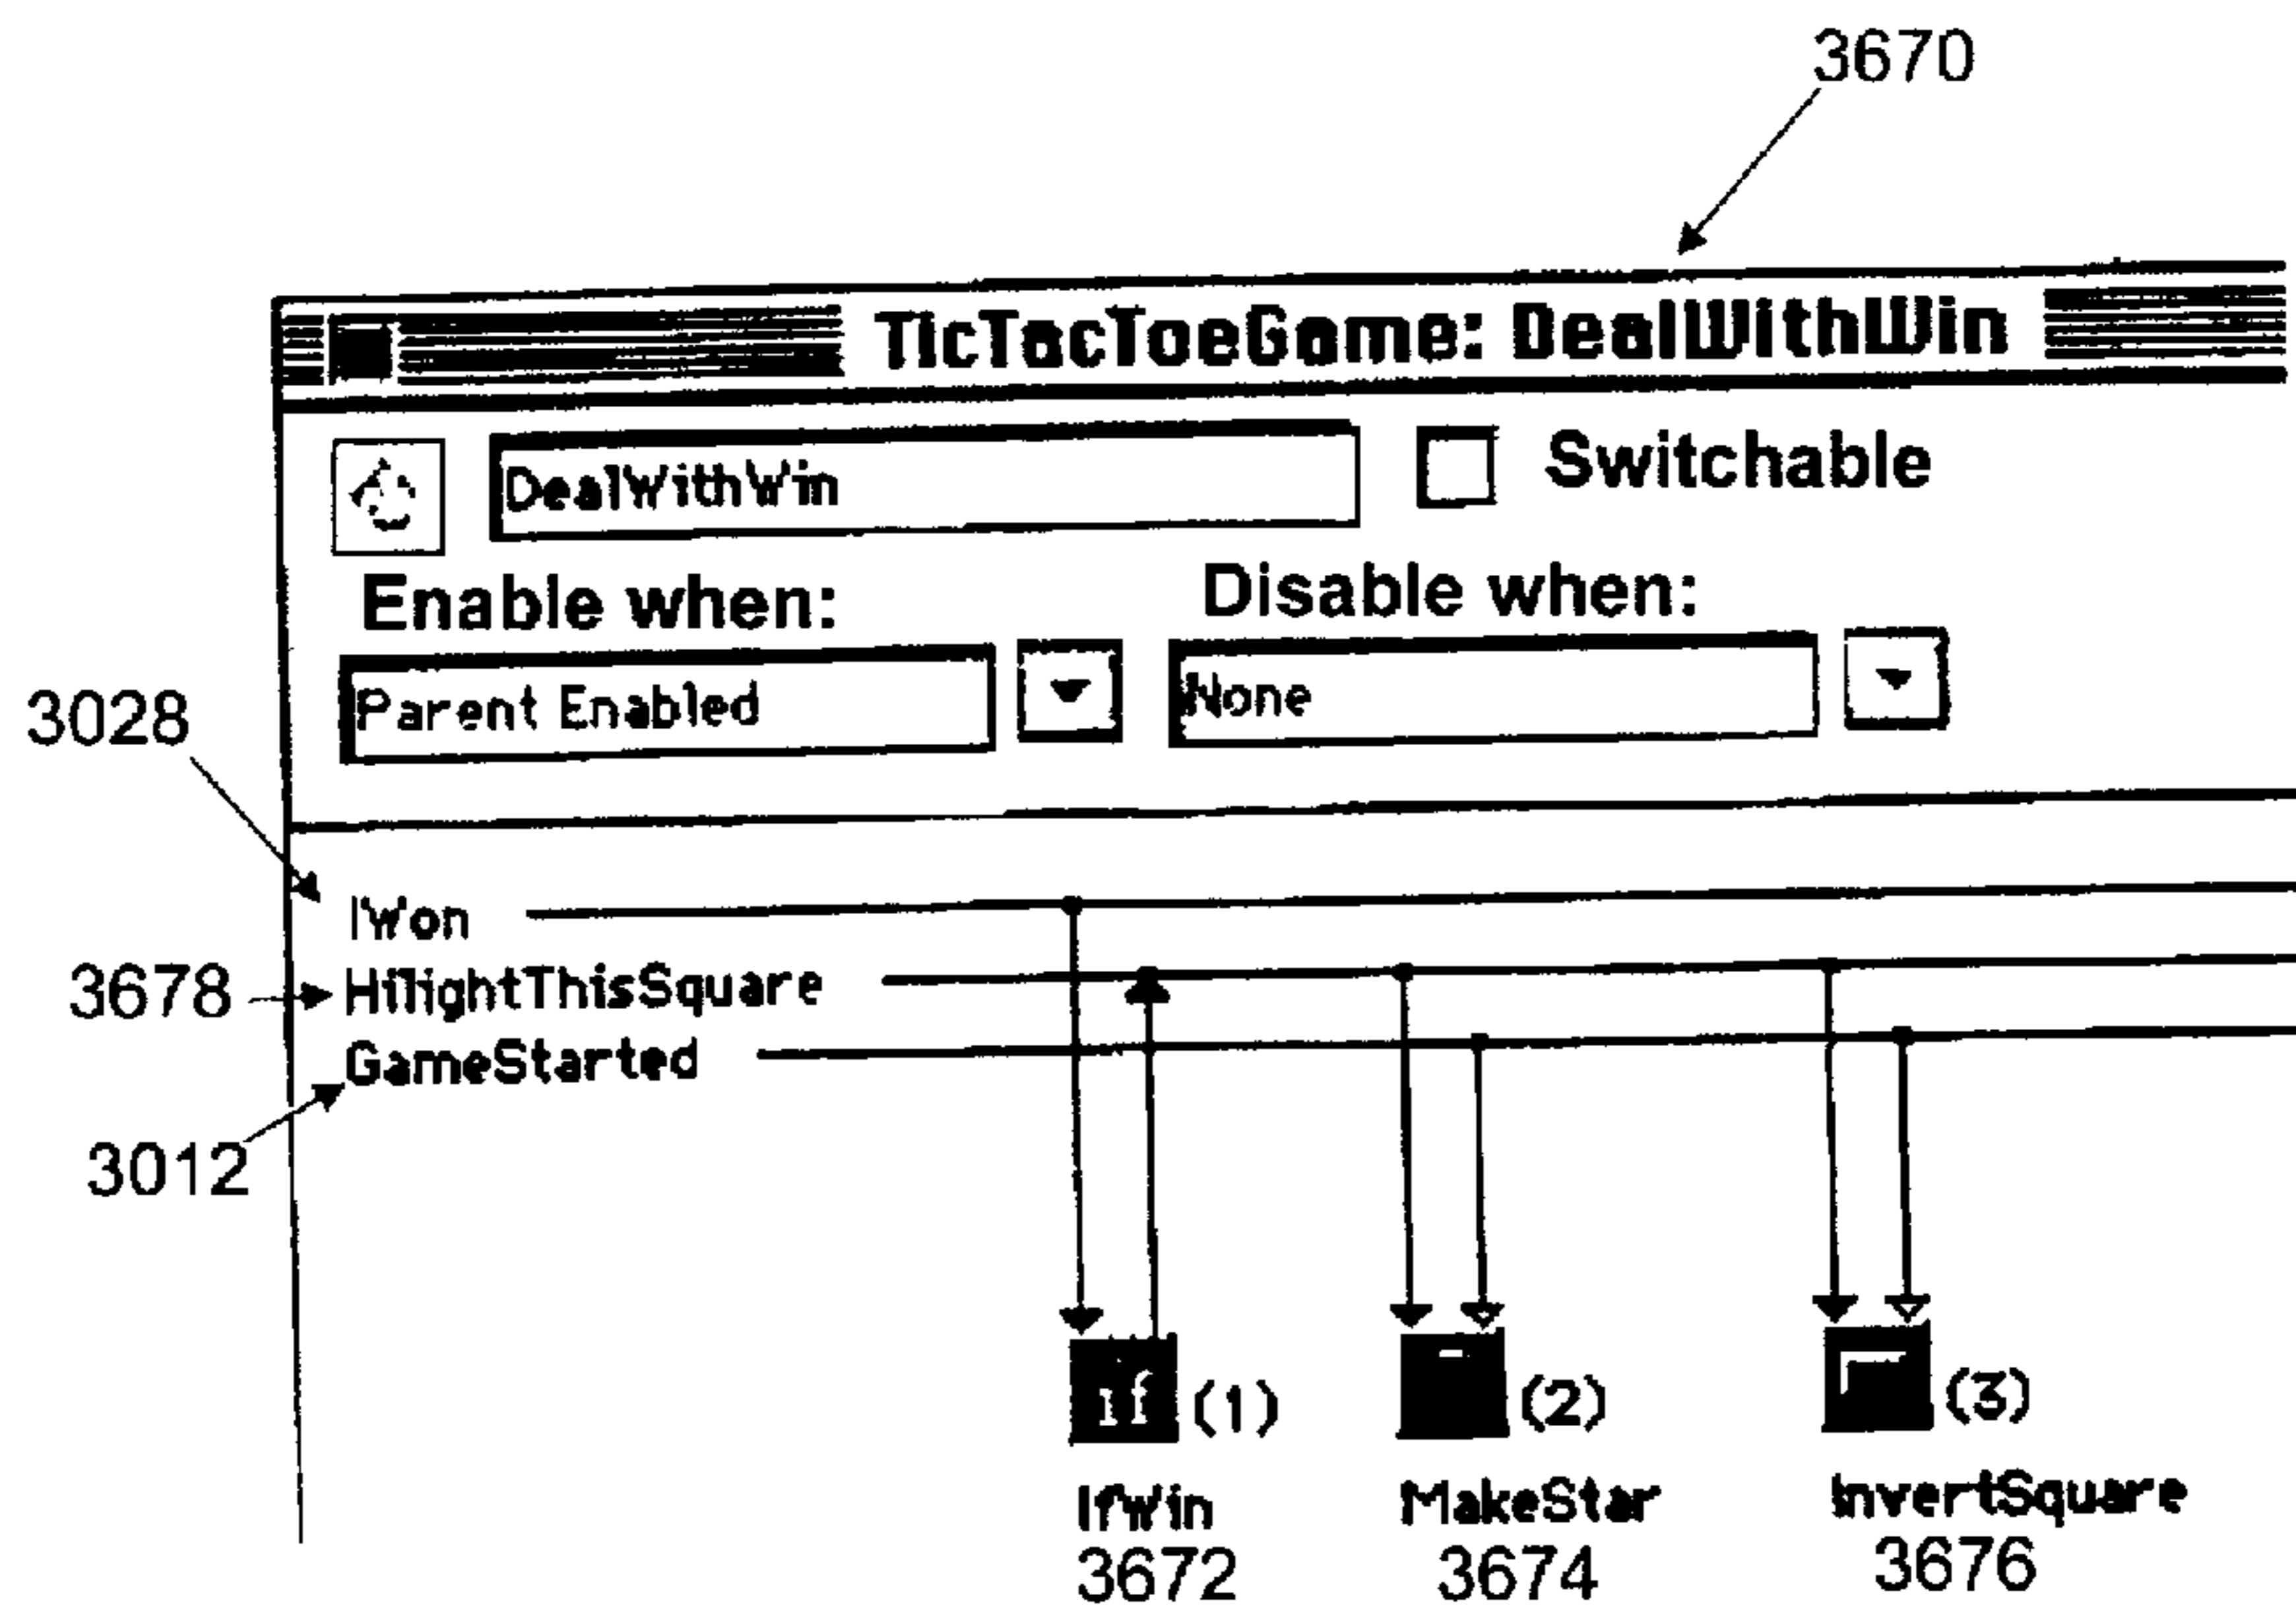 3670
TicTacToeGame: DealWithWin
DealWithWin
Switchable
Enable when:
Disable when:
Parent Enabled
None
3028
IWon
3678
HilightThisSquare
GameStarted
3012
if (1) (2) (3)
IfWin MakeStar InvertSquare
3672 3674 3676